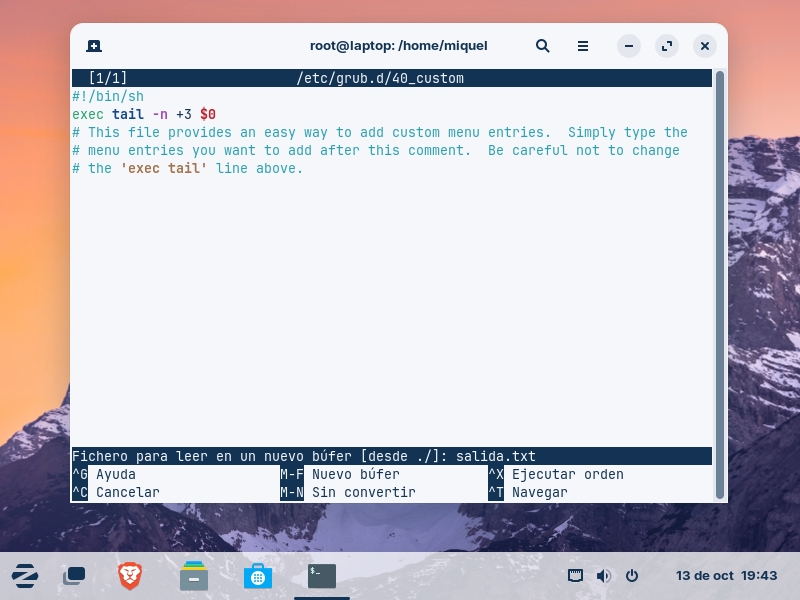 root@laptop: /home/miquel
[1/1] /etc/grub.d/40_custom
#!/bin/sh
exec tail -n +3 $0
# This file provides an easy way to add custom menu entries.  Simply type the
# menu entries you want to add after this comment.  Be careful not to change
# the 'exec tail' line above.
Fichero para leer en un nuevo búfer [desde ./]: salida.txt
^G Ayuda M-F Nuevo búfer ^X Ejecutar orden
^C Cancelar M-N Sin convertir ^T Navegar
$_
13 de oct 19:43